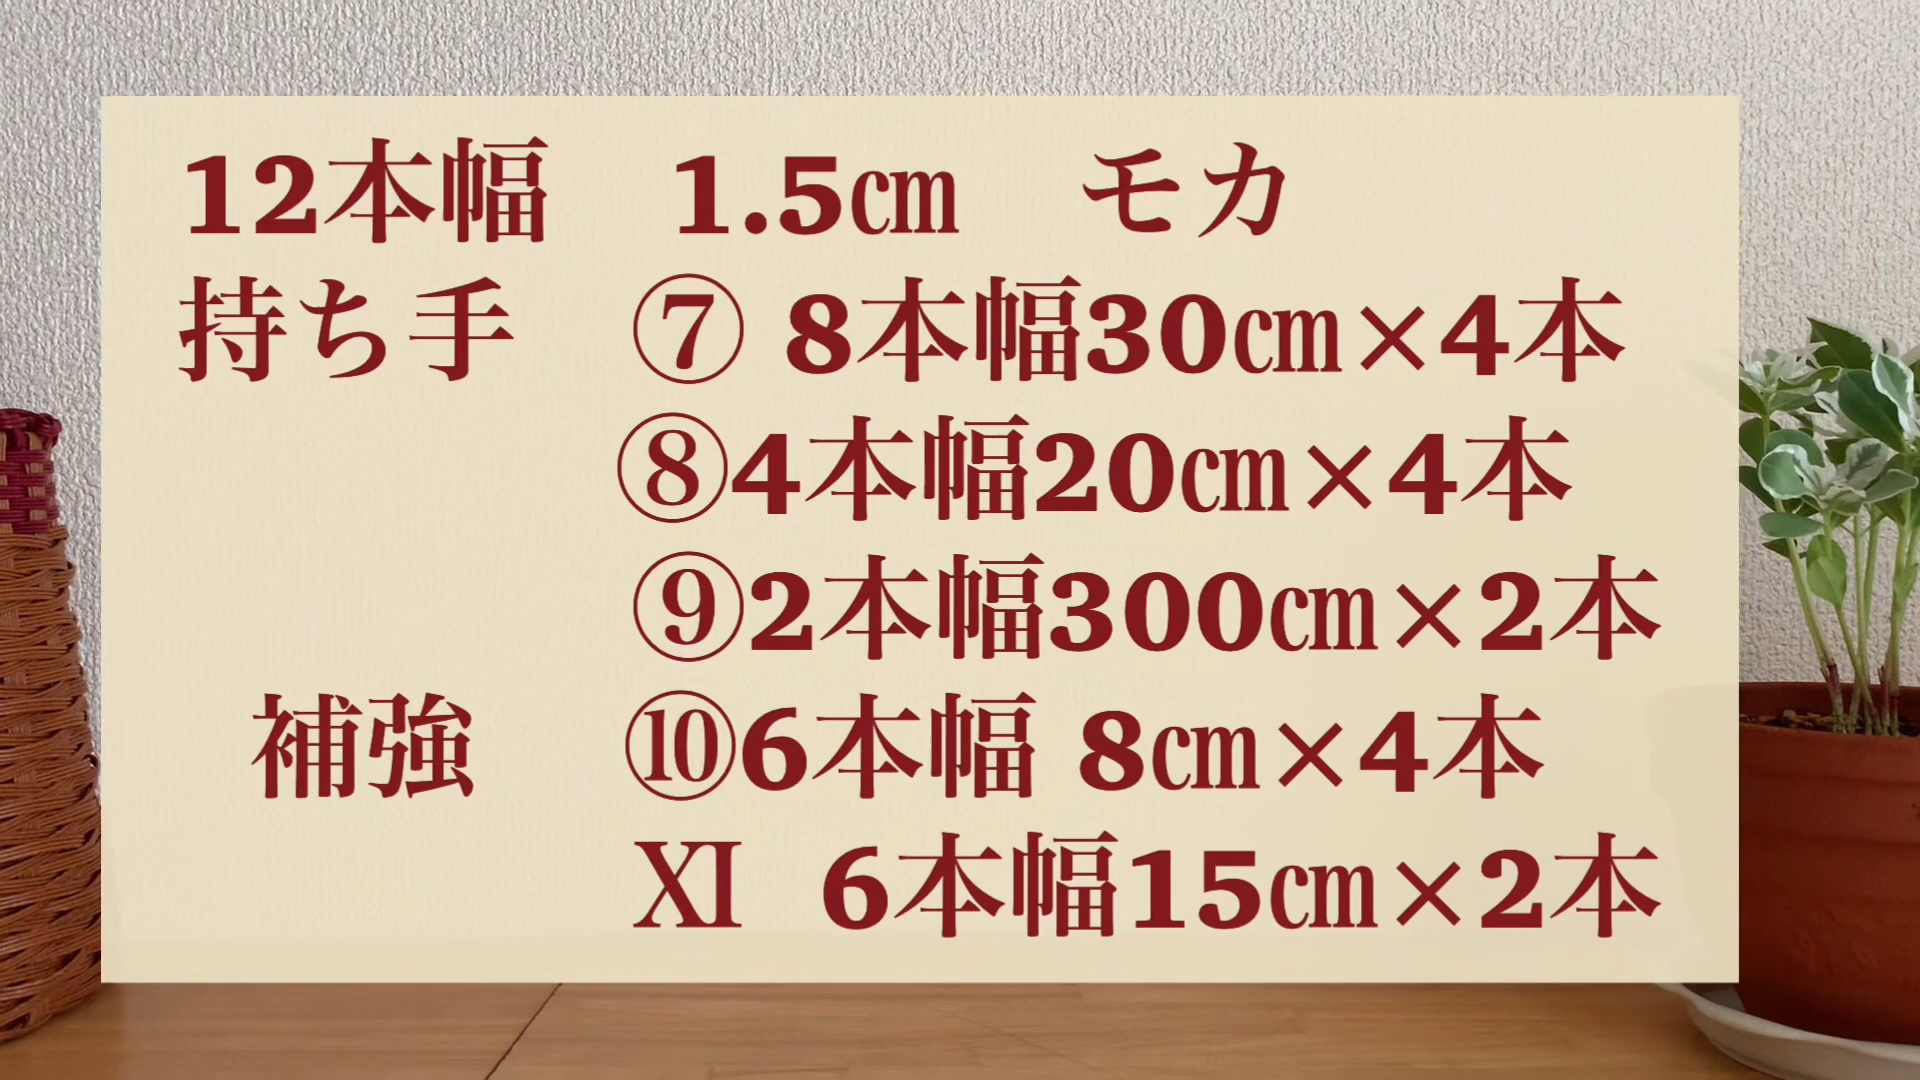 12本幅　1.5㎝　モカ
持ち手　⑦ 8本幅30㎝×4本
⑧4本幅20㎝×4本
⑨2本幅300㎝×2本
補強　⑩6本幅 8㎝×4本
Ⅺ 6本幅15㎝×2本